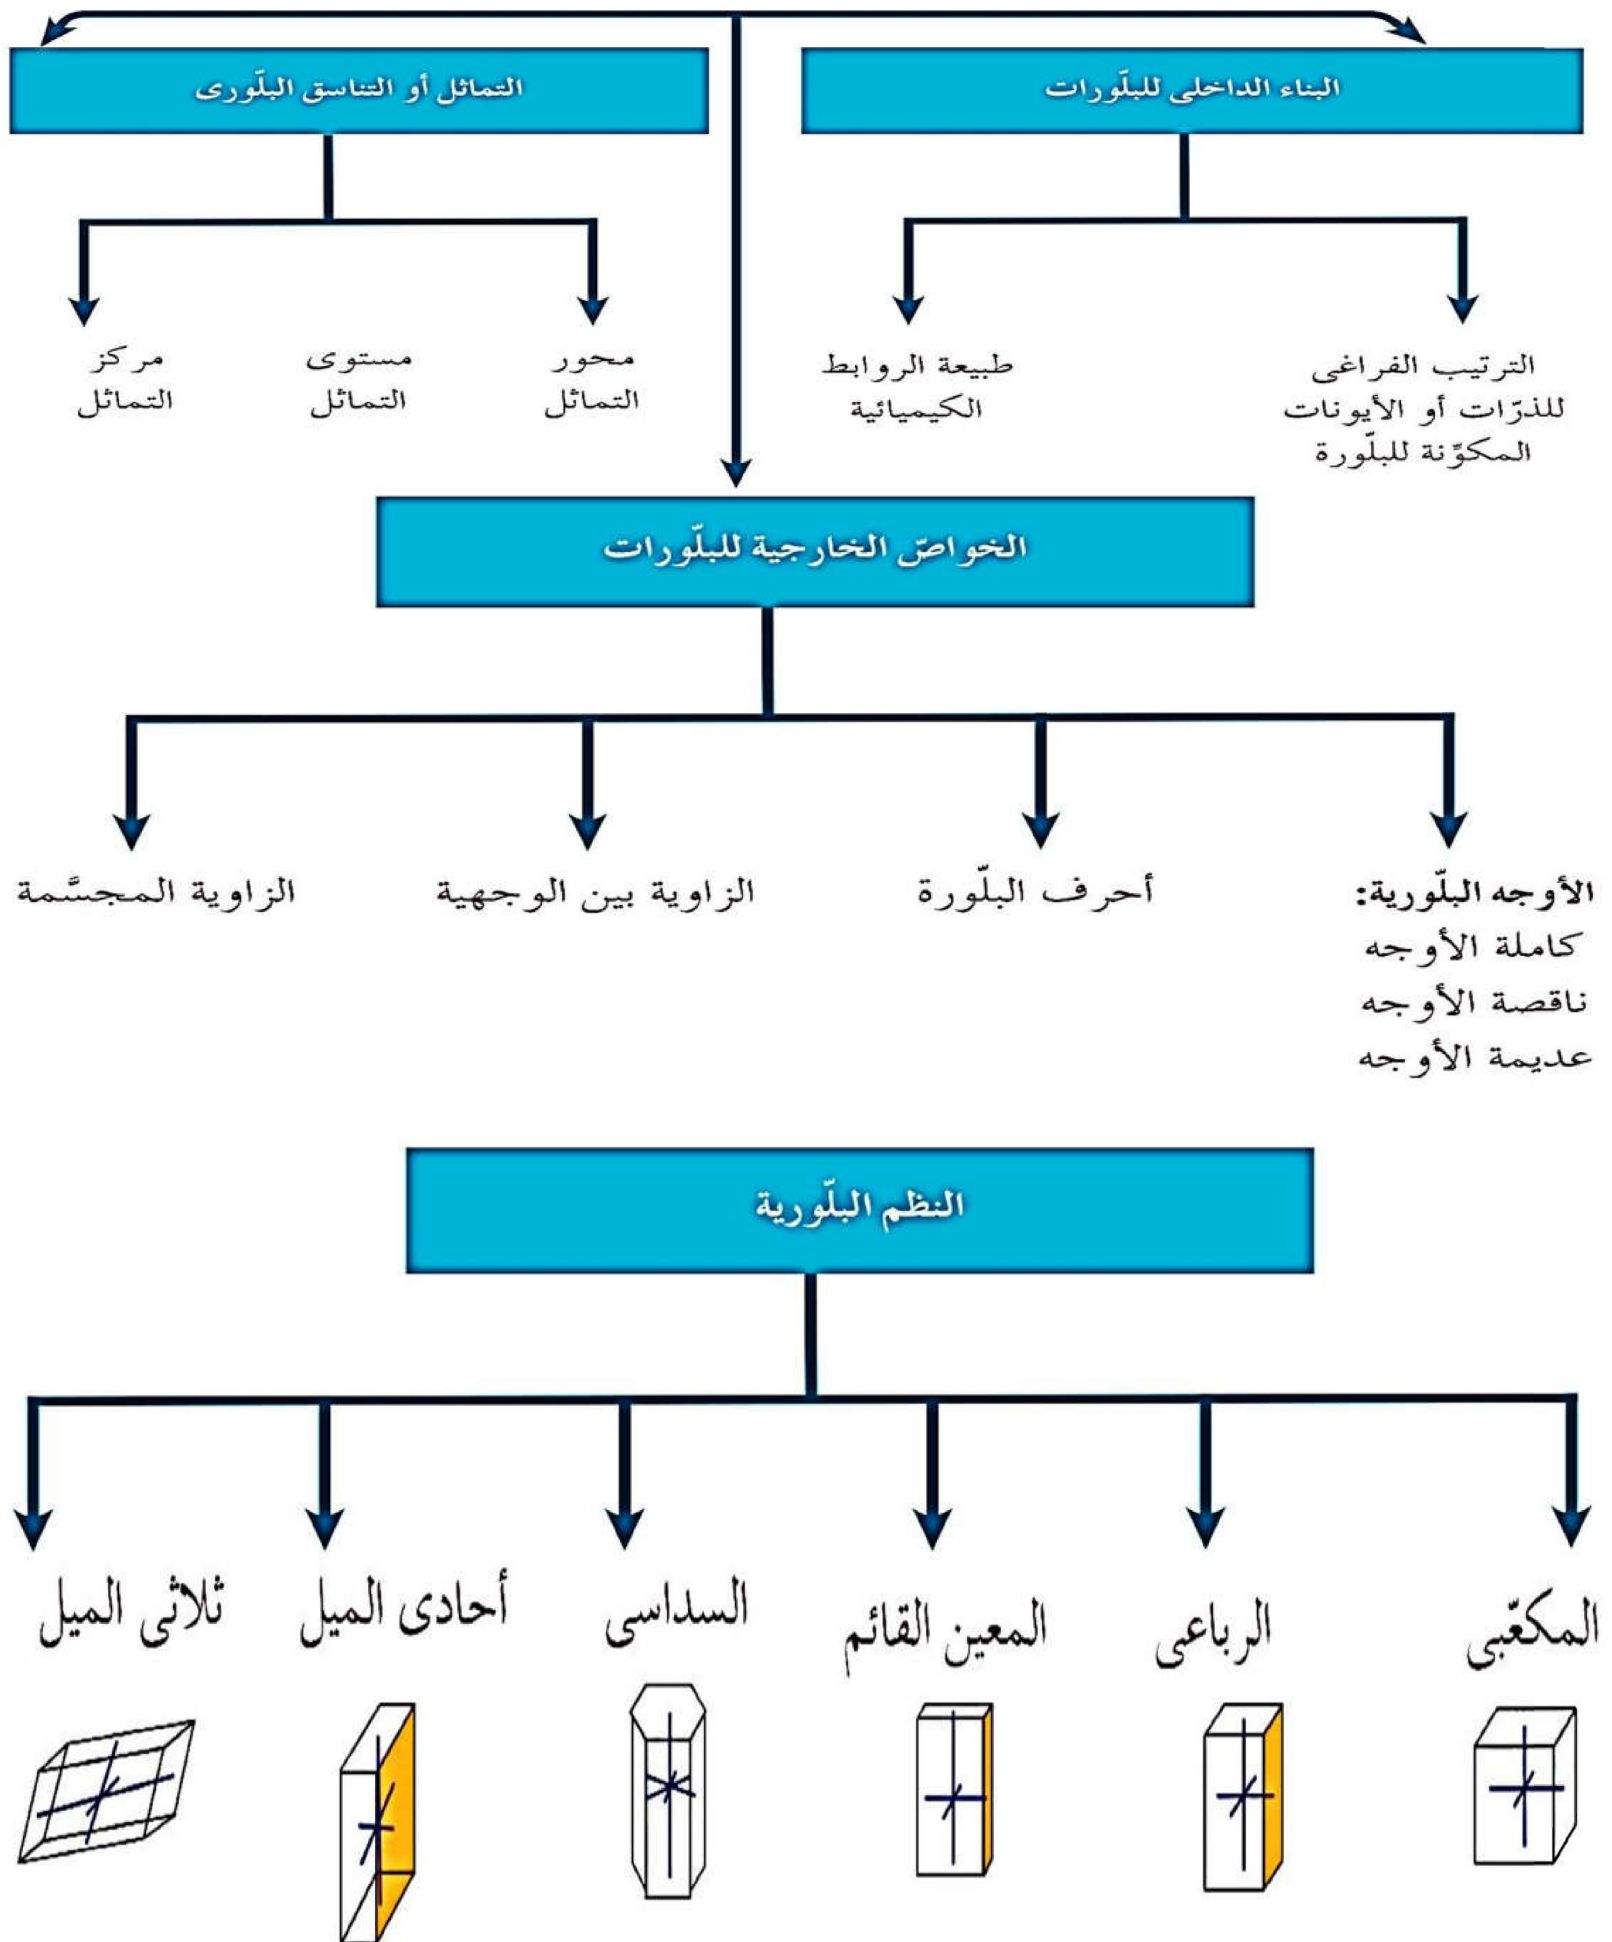 البناء الداخلى للبلّورات
التماثل أو التناسق البلّورى
الترتيب الفراغى
للذرّات أو الأيونات
المكوِّنة للبلّورة
طبيعة الروابط
الكيميائية
محور
التماثل
مستوى
التماثل
مركز
التماثل
الخواصّ الخارجية للبلّورات
الأوجه البلّورية:
كاملة الأوجه
ناقصة الأوجه
عديمة الأوجه
أحرف البلّورة
الزاوية بين الوجهية
الزاوية المجسَّمة
النظم البلّورية
المكعّبى
الرباعى
المعين القائم
السداسى
أحادى الميل
ثلاثى الميل